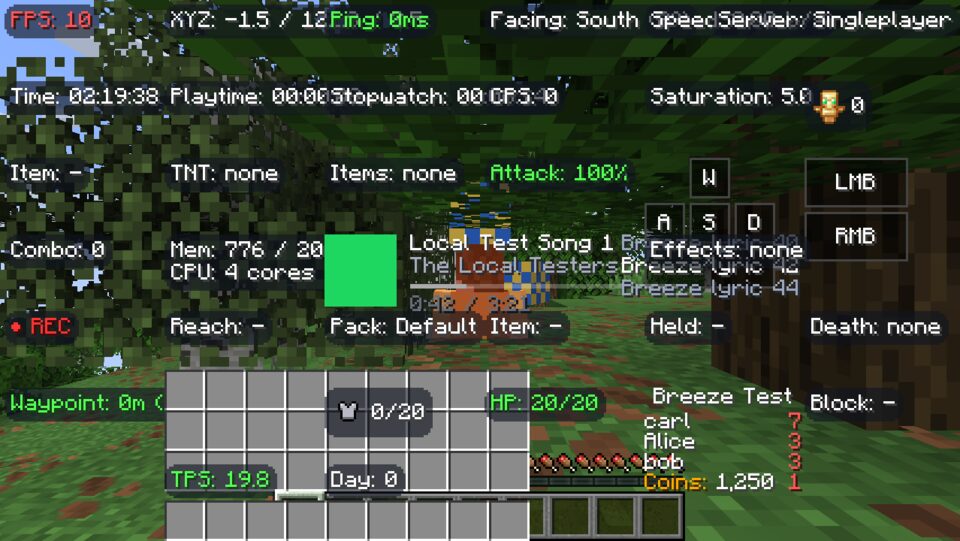 FPS: 10
XYZ: -1.5 / 12
Ping: 0ms
Facing: South
Speed
Server: Singleplayer
Time: 02:19:38
Playtime: 00:00
Stopwatch: 00:
CPS: 0
Saturation: 5.0
0
Item: -
TNT: none
Items: none
Attack: 100%
W
LMB
A S D
RMB
Combo: 0
Mem: 776 / 20
CPU: 4 cores
Local Test Song 1
The Local Testers
0:42 / 3:21
Effects: none
Breeze lyric 42
Breeze lyric 44
REC
Reach: -
Pack: Default
Item: -
Held: -
Death: none
Waypoint: 0m (
0/20
HP: 20/20
Breeze Test
carl 7
Alice 3
bob 3
Coins: 1,250 1
Block: -
TPS: 19.8
Day: 0